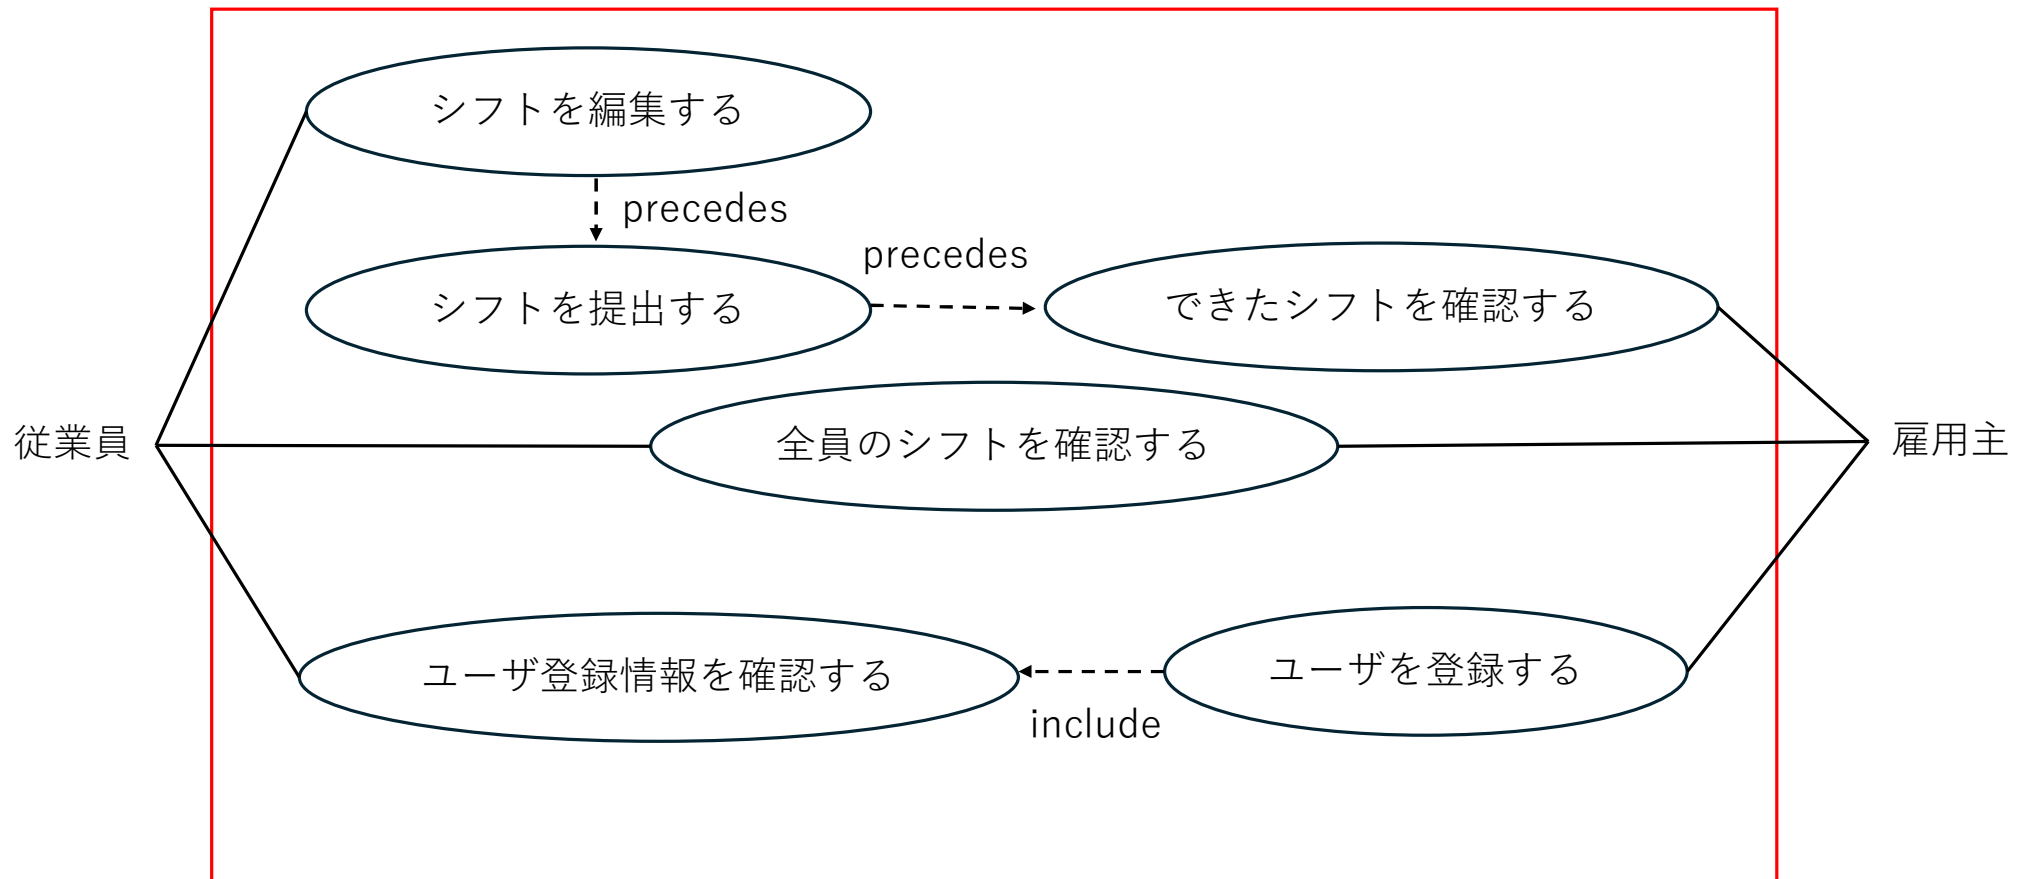 シフトを編集する
precedes
シフトを提出する
precedes
できたシフトを確認する
従業員
全員のシフトを確認する
雇用主
ユーザ登録情報を確認する
include
ユーザを登録する